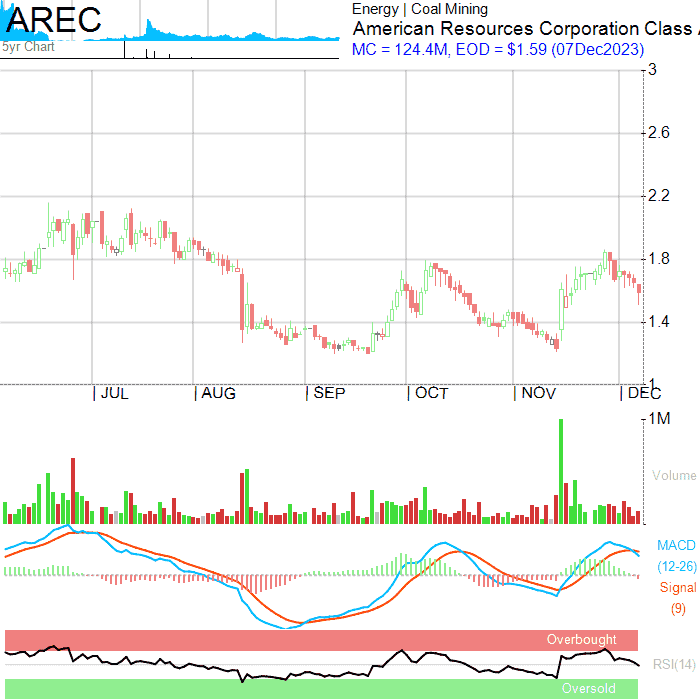 AREC
5yr Chart
Energy | Coal Mining
American Resources Corporation Class
MC = 124.4M, EOD = $1.59 (07Dec2023)
3
2.6
2.2
1.8
1.4
1
JUL AUG SEP OCT NOV DEC
1M
Volume
MACD
(12-26)
Signal
(9)
Overbought
RSI(14)
Oversold